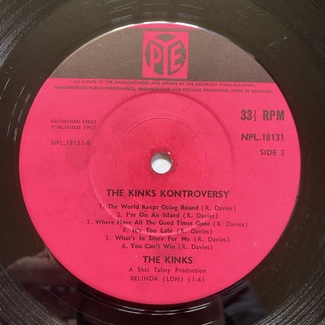 PYE
ALL RIGHTS OF THE MANUFACTURER AND OF THE OWNER OF THE RECORDED WORK RESERVED.
UNAUTHORISED PUBLIC PERFORMANCE, BROADCASTING AND COPYING PROHIBITED. MADE IN ENGLAND.
33⅓ RPM
RECORDING FIRST
PUBLISHED 1965
NPL.18131
NPL.18131-B
SIDE 2
THE KINKS KONTROVERSY
1. The World Keeps Going Round (R. Davies)
2. I'm On An Island (R. Davies)
3. Where Have All The Good Times Gone (R. Davies)
4. It's Too Late (R. Davies)
5. What's In Store For Me (R. Davies)
6. You Can't Win (R. Davies)
THE KINKS
A Shel Talmy Production
BELINDA (LDN) (1-6)